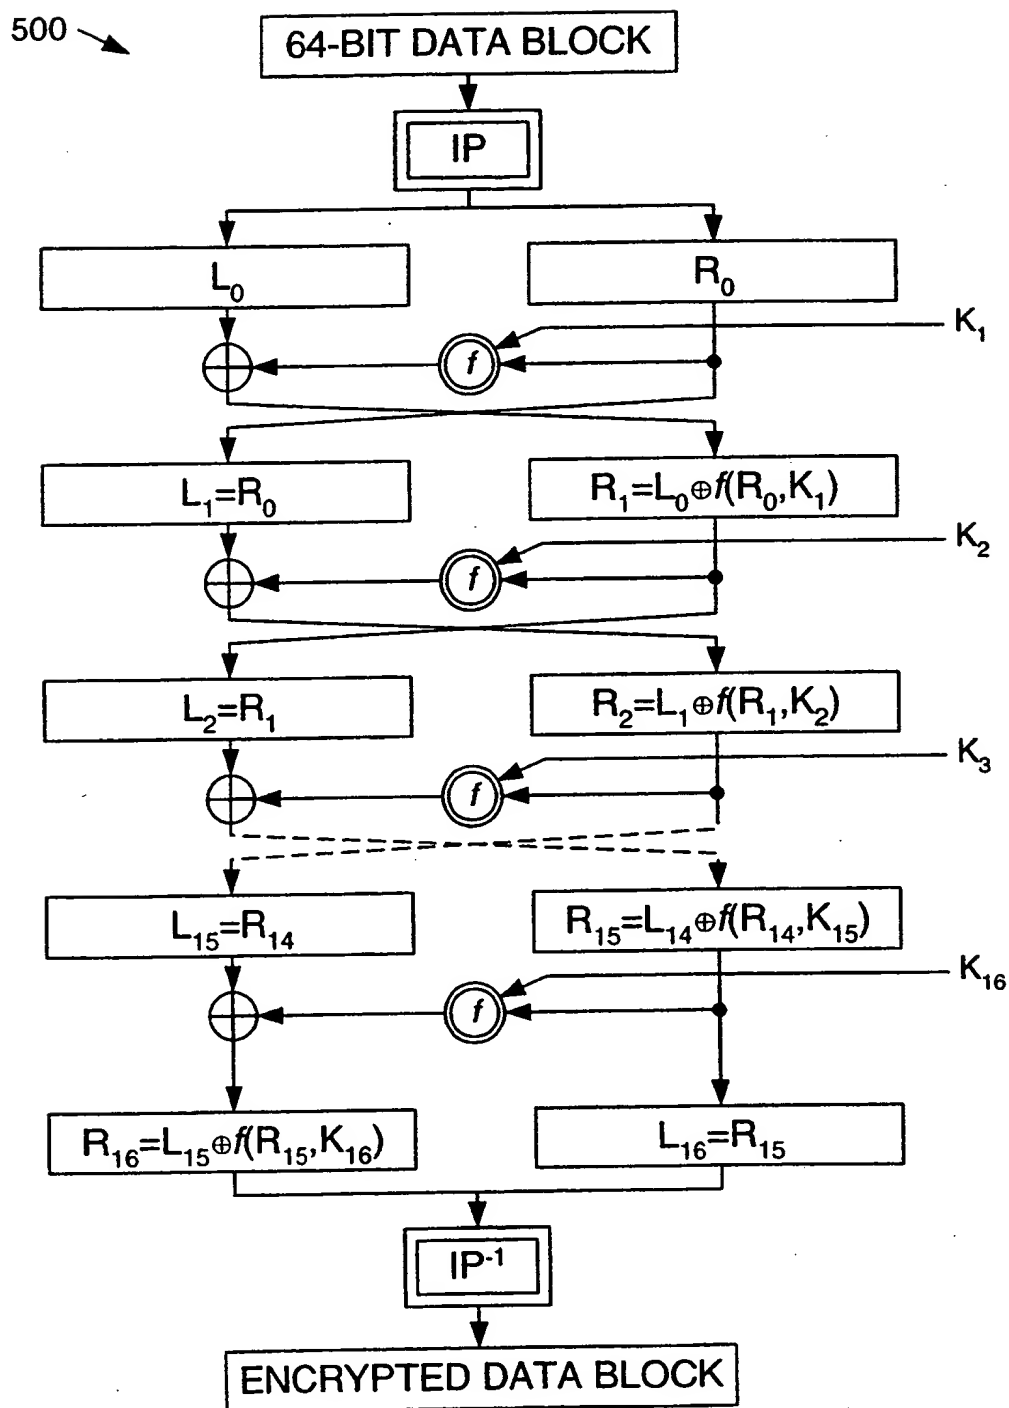 500
64-BIT DATA BLOCK
IP
L₀
R₀
K₁
f
L₁=R₀
R₁=L₀⊕f(R₀,K₁)
K₂
f
L₂=R₁
R₂=L₁⊕f(R₁,K₂)
K₃
f
L₁₅=R₁₄
R₁₅=L₁₄⊕f(R₁₄,K₁₅)
K₁₆
f
R₁₆=L₁₅⊕f(R₁₅,K₁₆)
L₁₆=R₁₅
IP⁻¹
ENCRYPTED DATA BLOCK